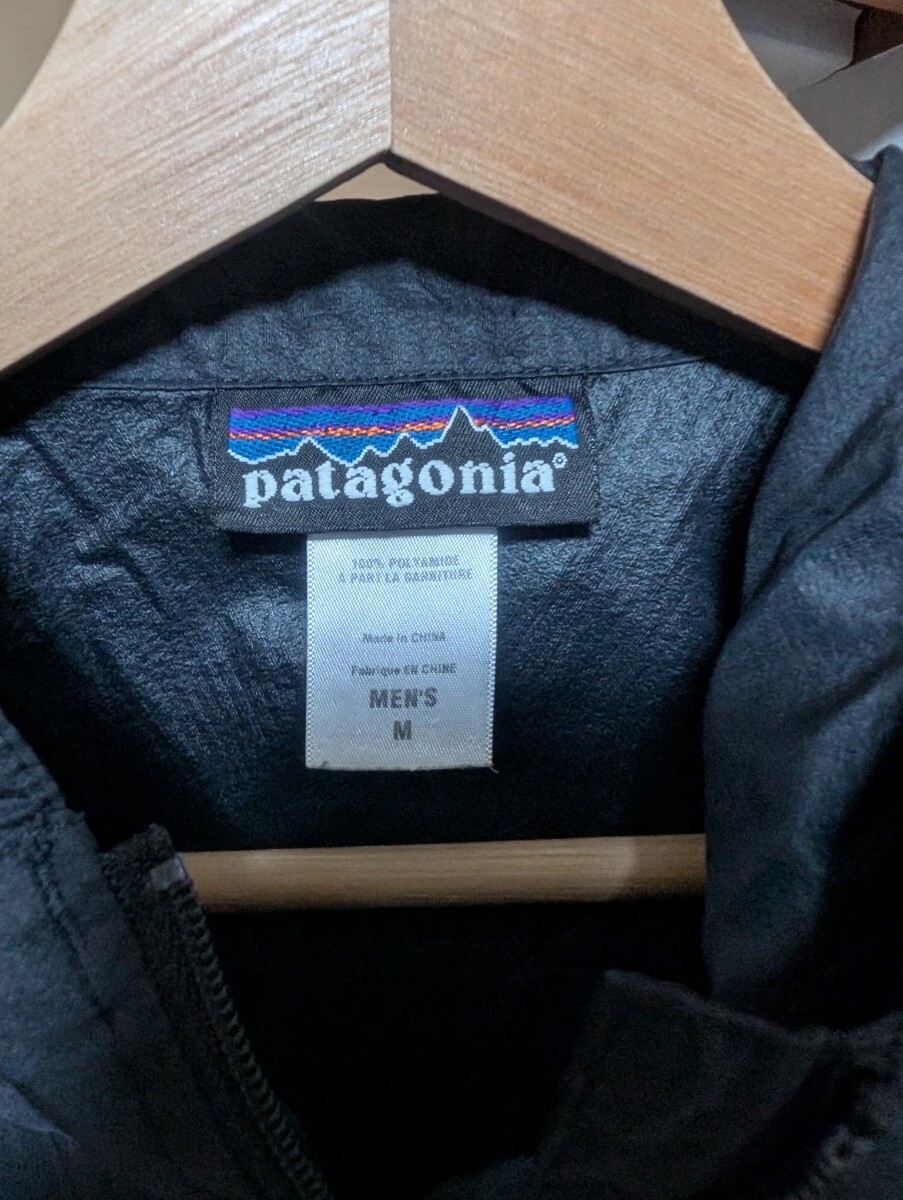 patagonia®
100% POLYAMIDE
A PART LA GARNITURE
Made in CHINA
Fabrique EN CHINE
MEN'S
M